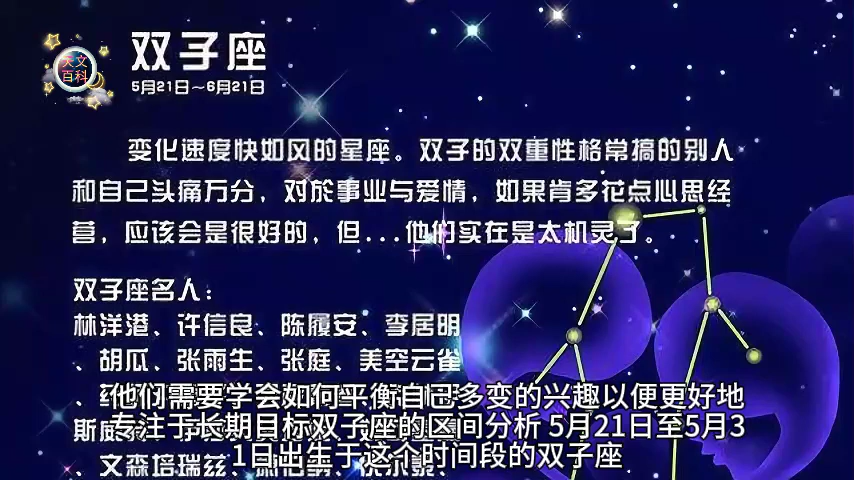 天文
百科
双子座
5月21日~6月21日
变化速度快如风的星座。双子的双重性格常搞的别人
和自己头痛万分，对於事业与爱情，如果肯多花点心思经
营，应该会是很好的，但...他们实在是太机灵了。
双子座名人：
林洋港、许信良、陈履安、李居明
、胡瓜、张雨生、张庭、美空云雀
他们需要学会如何平衡自己多变的兴趣以便更好地
专注于长期目标双子座的区间分析 5月21日至5月3
1日出生于这个时间段的双子座
、文森培瑞兹、